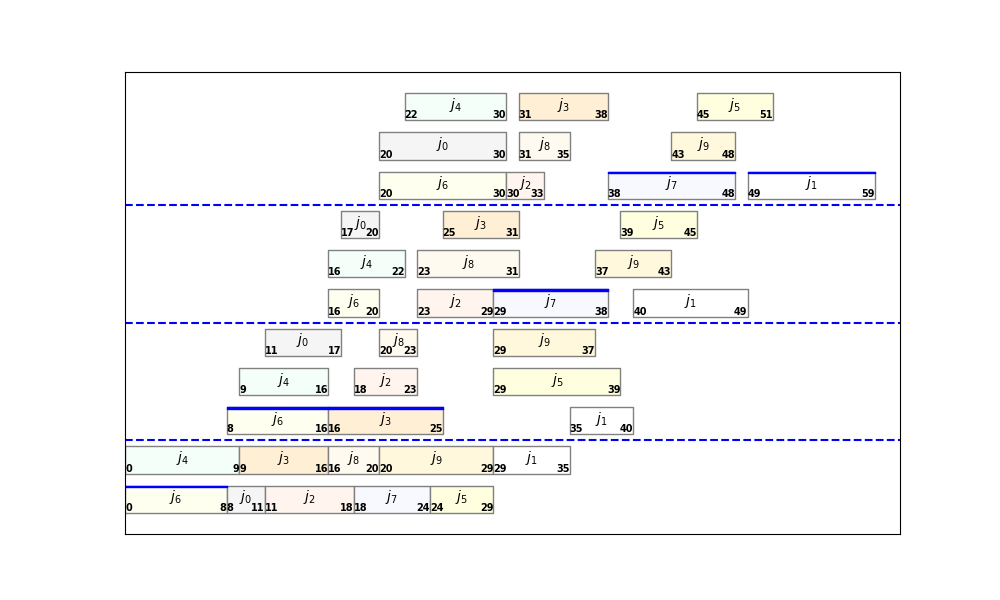 j4 j3 j5
22 30 31 38 45 51
j0 j8 j9
20 30 31 35 43 48
j6 j2 j7 j1
20 30 30 33 38 48 49 59
j0 j3 j5
17 20 25 31 39 45
j4 j8 j9
16 22 23 31 37 43
j6 j2 j7 j1
16 20 23 29 29 38 40 49
j0 j8 j9
11 17 20 23 29 37
j4 j2 j5
9 16 18 23 29 39
j6 j3 j1
8 16 16 25 35 40
j4 j3 j8 j9 j1
0 9 9 16 16 20 20 29 29 35
j6 j0 j2 j7 j5
0 8 8 11 11 18 18 24 24 29